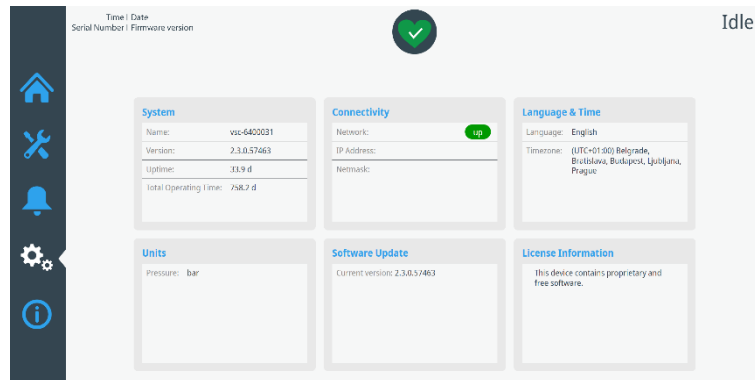 Time | Date
Serial Number | Firmware version
Idle
System
Name: vsc-6400031
Version: 2.3.0.57463
Uptime: 33.9 d
Total Operating Time: 758.2 d
Connectivity
Network: up
IP Address:
Netmask:
Language & Time
Language: English
Timezone: (UTC+01:00) Belgrade,
Bratislava, Budapest, Ljubljana,
Prague
Units
Pressure: bar
Software Update
Current version: 2.3.0.57463
License Information
This device contains proprietary and
free software.